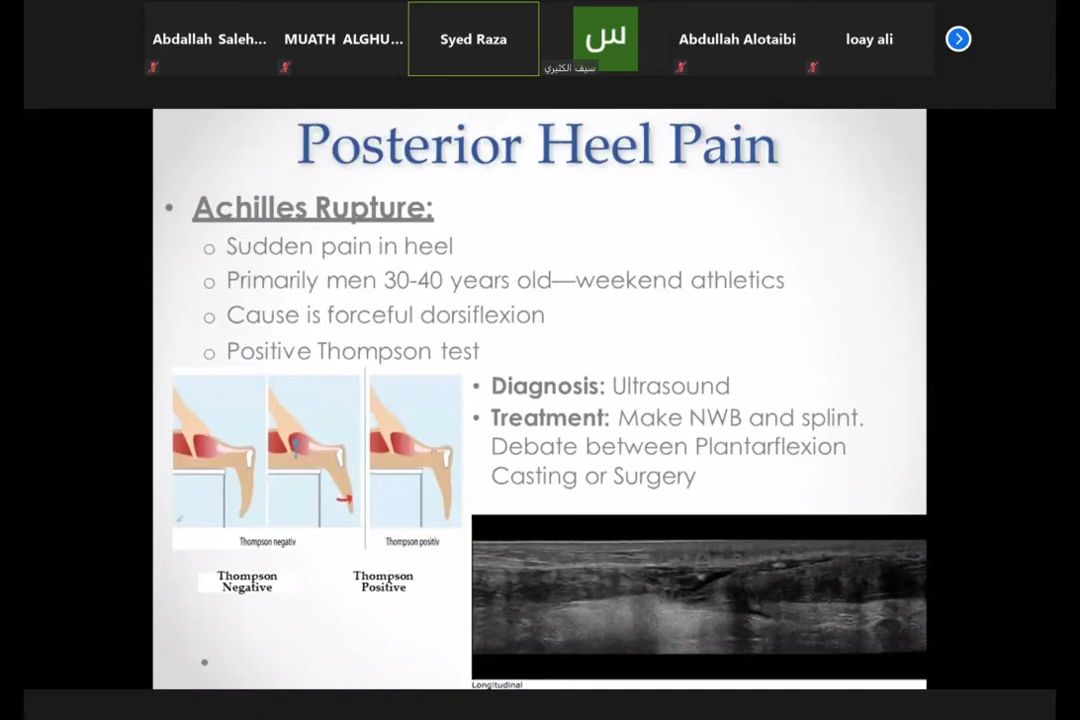 Abdallah Saleh...
MUATH ALGHU...
Syed Raza
س
سيف الكثيري
Abdullah Alotaibi
loay ali
Posterior Heel Pain
• Achilles Rupture:
o Sudden pain in heel
o Primarily men 30-40 years old—weekend athletics
o Cause is forceful dorsiflexion
o Positive Thompson test
• Diagnosis: Ultrasound
• Treatment: Make NWB and splint.
Debate between Plantarflexion
Casting or Surgery
Thompson negativ
Thompson positiv
Thompson
Negative
Thompson
Positive
Longitudinal